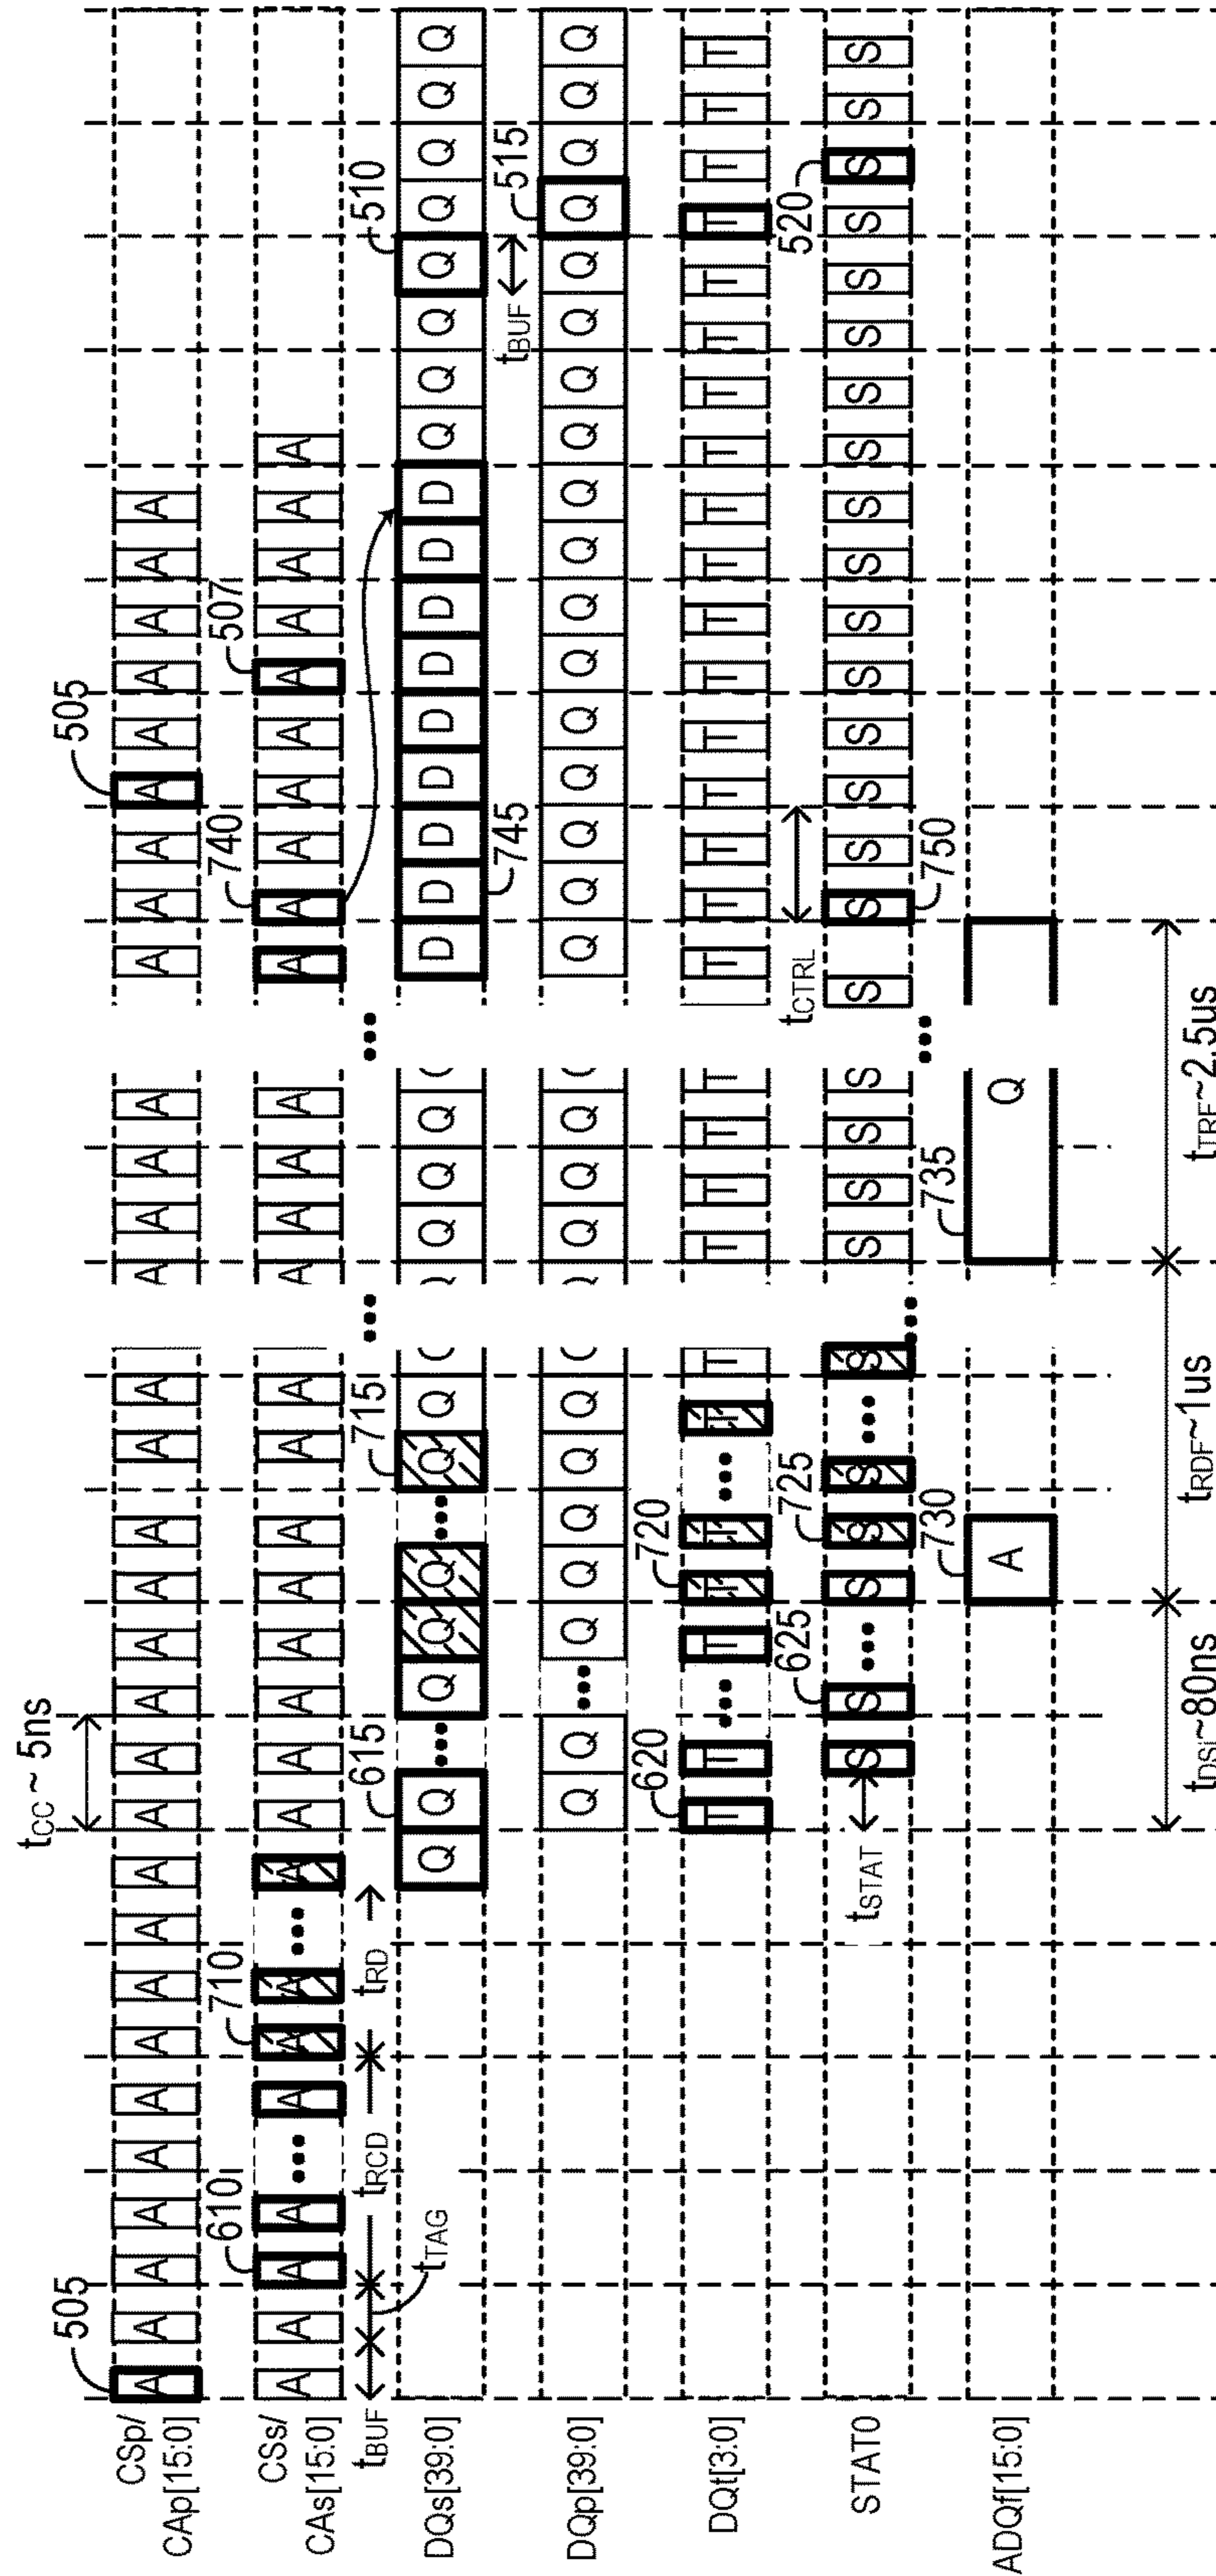 tCC ~ 5ns
505 505
CSp/
CAp[15:0] A A A A A A A A A A A A A A A A A A A A A A A A A A A A A A A
610 710 740 507
CSs/
CAs[15:0] A A A A ••• A A A ••• A A A A A A A A A A A A A A A A A A A A A A A
tBUF tTAG tRCD tRD 615 ••• 715 ••• 510
DQs[39:0] Q Q ••• Q Q Q ••• Q Q Q Q Q D D D D D D D D D Q Q Q Q Q Q Q Q
745 tBUF 515
DQp[39:0] Q Q ••• Q Q Q Q Q Q Q Q Q Q Q Q Q Q Q Q Q Q Q Q Q Q Q Q Q
620 720
DQt[3:0] T T ••• T T T ••• T T T T T T T T T T T T T T T T T T T T T T T
tSTAT 625 725 tCTRL 520
STAT0 S S ••• S S S ••• S S S S S S S S S S S S S S S S S S S S S S
730 ••• 735 ••• 750
ADQf[15:0] A Q
tDSi~80ns tRDF~1us tTRF~2.5us